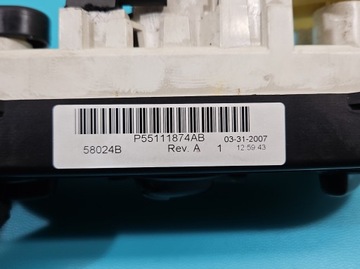 P55111874AB 03-31-2007
58024B Rev. A 1 12:59:43